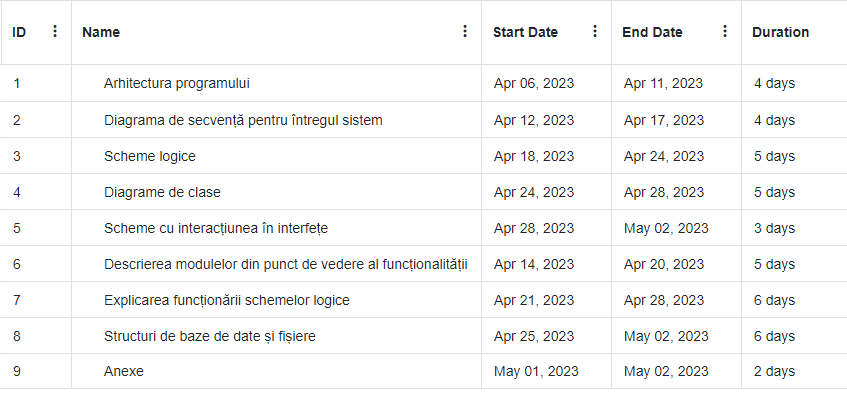 ID Name Start Date End Date Duration
1 Arhitectura programului Apr 06, 2023 Apr 11, 2023 4 days
2 Diagrama de secvență pentru întregul sistem Apr 12, 2023 Apr 17, 2023 4 days
3 Scheme logice Apr 18, 2023 Apr 24, 2023 5 days
4 Diagrame de clase Apr 24, 2023 Apr 28, 2023 5 days
5 Scheme cu interacțiunea în interfețe Apr 28, 2023 May 02, 2023 3 days
6 Descrierea modulelor din punct de vedere al funcționalității Apr 14, 2023 Apr 20, 2023 5 days
7 Explicarea funcționării schemelor logice Apr 21, 2023 Apr 28, 2023 6 days
8 Structuri de baze de date și fișiere Apr 25, 2023 May 02, 2023 6 days
9 Anexe May 01, 2023 May 02, 2023 2 days